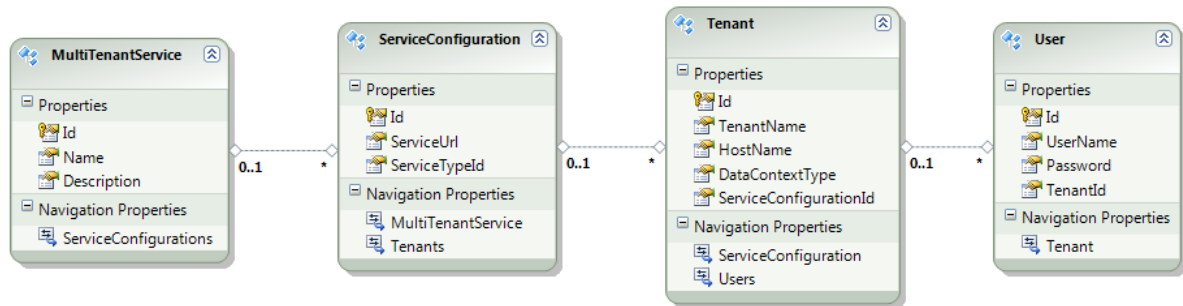 MultiTenantService
Properties
Id
Name
Description
Navigation Properties
ServiceConfigurations
0..1
*
ServiceConfiguration
Properties
Id
ServiceUrl
ServiceTypeId
Navigation Properties
MultiTenantService
Tenants
0..1
*
Tenant
Properties
Id
TenantName
HostName
DataContextType
ServiceConfigurationId
Navigation Properties
ServiceConfiguration
Users
0..1
*
User
Properties
Id
UserName
Password
TenantId
Navigation Properties
Tenant